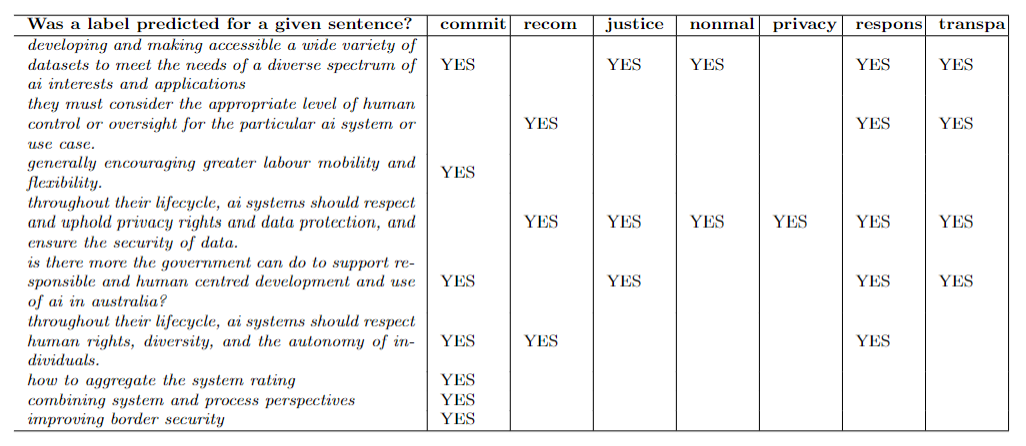 Was a label predicted for a given sentence? commit recom justice nonmal privacy respons transpa
developing and making accessible a wide variety of
datasets to meet the needs of a diverse spectrum of YES YES YES YES YES
ai interests and applications
they must consider the appropriate level of human
control or oversight for the particular ai system or YES YES YES
use case.
generally encouraging greater labour mobility and
YES
flexibility.
throughout their lifecycle, ai systems should respect
and uphold privacy rights and data protection, and YES YES YES YES YES YES
ensure the security of data.
is there more the government can do to support re-
sponsible and human centred development and use YES YES YES YES
of ai in australia?
throughout their lifecycle, ai systems should respect
human rights, diversity, and the autonomy of in- YES YES YES
dividuals.
how to aggregate the system rating YES
combining system and process perspectives YES
improving border security YES